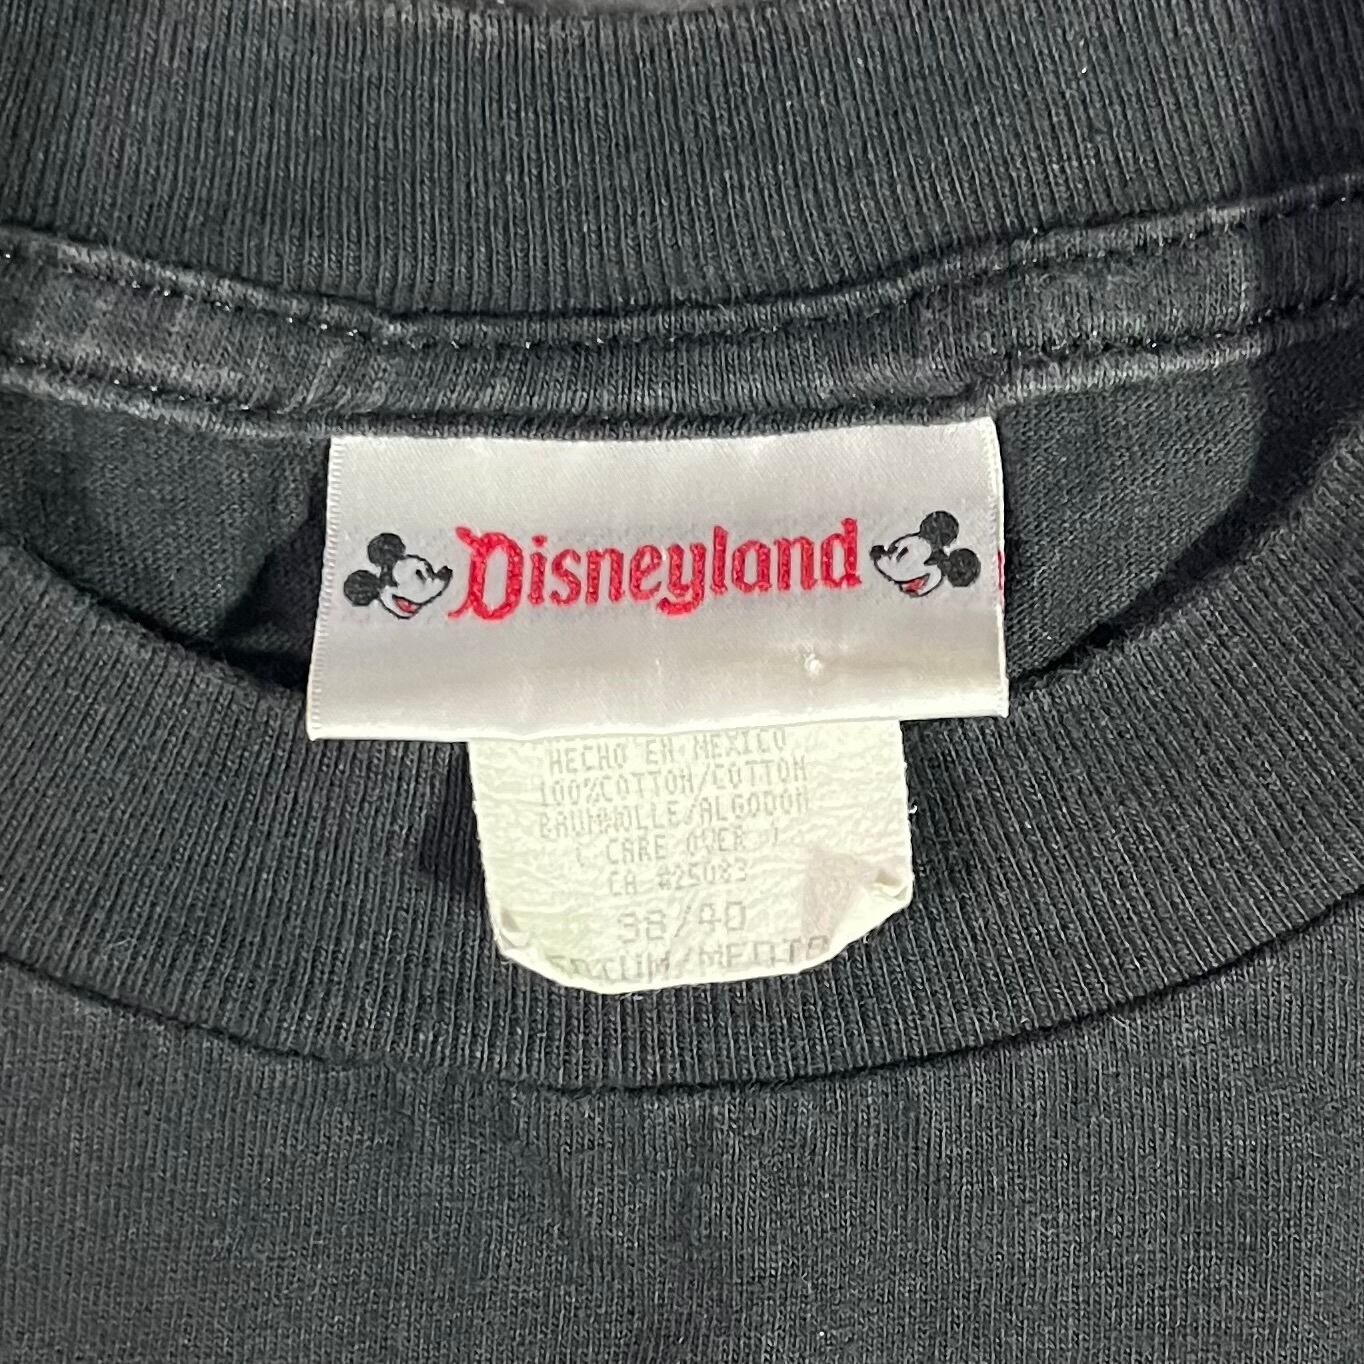 Disneyland
HECHO EN MEXICO
100%COTTON/COTTON
BAUMWOLLE/ALGODON
( CARE OVER )
CA #25083
38/40